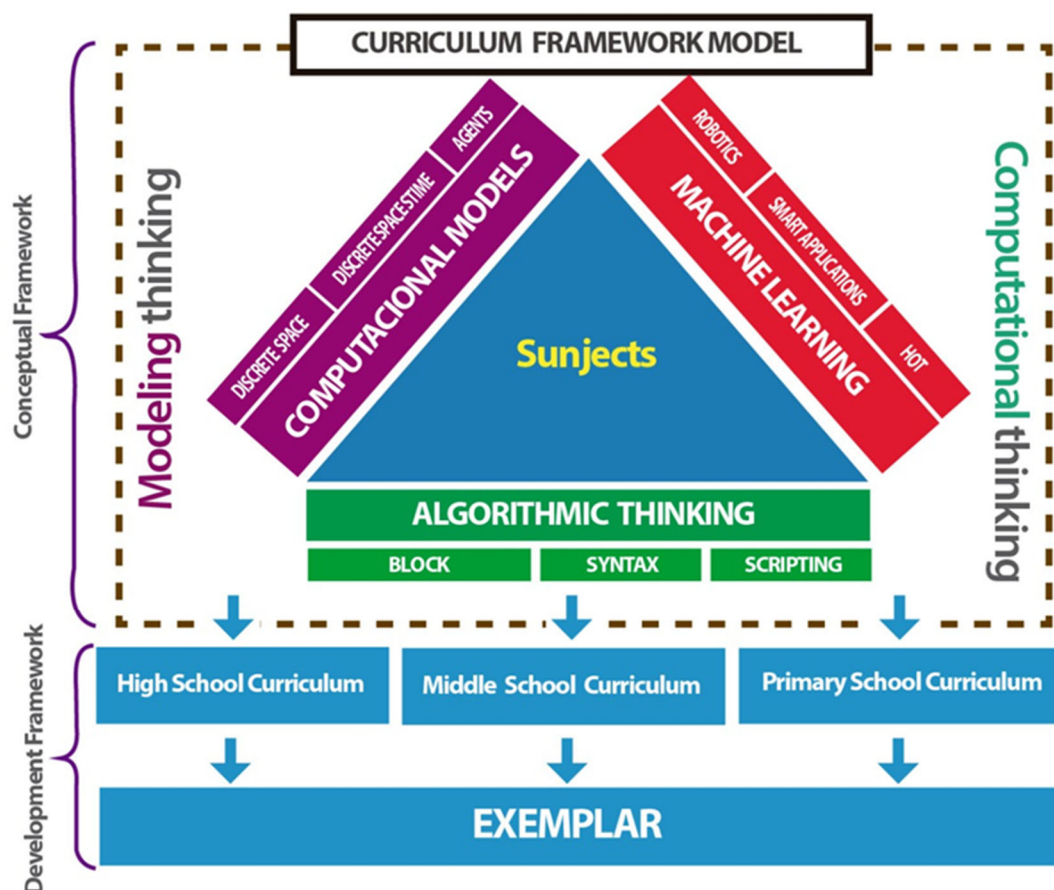 CURRICULUM FRAMEWORK MODEL
Conceptual Framework
Modeling thinking
DISCRETE SPACE
DISCRETE SPACE STIME
AGENTS
COMPUTACIONAL MODELS
ROBOTICS
SMART APPLICATIONS
HOT
MACHINE LEARNING
Computational thinking
Sunjects
ALGORITHMIC THINKING
BLOCK
SYNTAX
SCRIPTING
Development Framework
High School Curriculum
Middle School Curriculum
Primary School Curriculum
EXEMPLAR